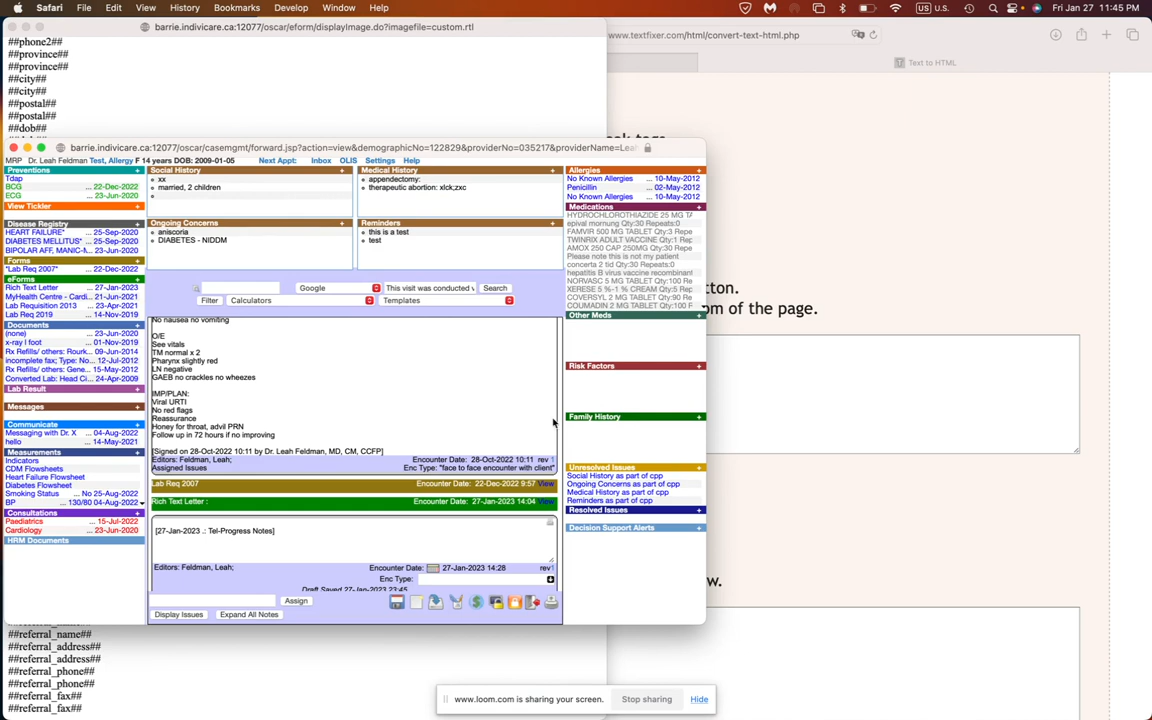 Safari File Edit View History Bookmarks Develop Window Help
US U.S. Fri Jan 27 11:45 PM
barrie.indivicare.ca:12077/oscar/eform/displayImage.do?imagefile=custom.rtl
www.textfixer.com/html/convert-text-html.php
Text to HTML
##phone2##
##province##
##province##
##city##
##city##
##postal##
##postal##
##dob##
barrie.indivicare.ca:12077/oscar/casemgmt/forward.jsp?action=view&demographicNo=122829&providerNo=035217&providerName=Leah
MRP Dr. Leah Feldman Test, Allergy F 14 years DOB: 2009-01-05 Next Appt: Inbox OLIS Settings Help
Preventions +
Tdap
BCG ... 22-Dec-2022
ECG ... 23-Jun-2020
View Tickler +
Disease Registry +
HEART FAILURE* ... 25-Sep-2020
DIABETES MELLITUS* ... 25-Sep-2020
BIPOLAR AFF, MANIC-N ... 23-Jun-2020
Forms +
*Lab Req 2007* ... 22-Dec-2022
eForms +
Rich Text Letter ... 27-Jan-2023
MyHealth Centre - Cardi... 21-Jun-2021
Lab Requisition 2013 ... 23-Apr-2021
Lab Req 2019 ... 14-Nov-2019
Documents +
(none) ... 23-Jun-2020
x-ray l foot ... 01-Nov-2019
Rx Refills/ others: Rourk... 09-Jun-2014
incomplete fax; Type: No... 12-Jul-2012
Rx Refills/ others: Gene... 15-May-2012
Converted Lab: Head Ci... 24-Apr-2009
Lab Result +
Messages +
Communicate +
Messaging with Dr. X ... 04-Aug-2022
hello ... 14-May-2021
Measurements +
Indicators
CDM Flowsheets
Heart Failure Flowsheet
Diabetes Flowsheet
Smoking Status ... No 25-Aug-2022
BP ... 130/80 04-Aug-2022
Consultations +
Paediatrics ... 15-Jul-2022
Cardiology ... 23-Jun-2020
HRM Documents
Social History +
xx
married, 2 children
Medical History +
appendectomy:
therapeutic abortion: xlck;zxc
Ongoing Concerns +
aniscoria
DIABETES - NIDDM
Reminders +
this is a test
test
Google This visit was conducted v Search
Filter Calculators Templates
No nausea no vomiting
O/E
See vitals
TM normal x 2
Pharynx slightly red
LN negative
GAEB no crackles no wheezes
IMP/PLAN:
Viral URTI
No red flags
Reassurance
Honey for throat, advil PRN
Follow up in 72 hours if no improving
[Signed on 28-Oct-2022 10:11 by Dr. Leah Feldman, MD, CM, CCFP]
Editors: Feldman, Leah; Encounter Date: 28-Oct-2022 10:11 rev 1
Assigned Issues Enc Type: "face to face encounter with client"
Lab Req 2007 Encounter Date: 22-Dec-2022 9:57 View
Rich Text Letter : Encounter Date: 27-Jan-2023 14:04 View
[27-Jan-2023 .: Tel-Progress Notes]
Editors: Feldman, Leah; Encounter Date: 27-Jan-2023 14:28 rev1
Enc Type:
Draft Saved 27-Jan-2023 23:45
Assign
Display Issues Expand All Notes
Allergies +
No Known Allergies ... 10-May-2012
Penicillin ... 02-May-2012
No Known Allergies ... 10-May-2012
Medications +
HYDROCHLOROTHIAZIDE 25 MG TA
epival mornung Qty:30 Repeats:0
FAMVIR 500 MG TABLET Qty:3 Repe
TWINRIX ADULT VACCINE Qty:1 Rep
AMOX 250 CAP 250MG Qty:30 Repe
Please note this is not my patient
concerta 2 tid Qty:30 Repeats:0
hepatitis B virus vaccine recombinant
NORVASC 5 MG TABLET Qty:100 Re
XERESE 5 %-1 % CREAM Qty:5 Rep
COVERSYL 2 MG TABLET Qty:90 Re
COUMADIN 2 MG TABLET Qty:100 F
Other Meds +
Risk Factors +
Family History +
Unresolved Issues +
Social History as part of cpp
Ongoing Concerns as part of cpp
Medical History as part of cpp
Reminders as part of cpp
Resolved Issues +
Decision Support Alerts +
tton.
om of the page.
w.
##referral_name##
##referral_address##
##referral_address##
##referral_phone##
##referral_phone##
##referral_fax##
##referral_fax##
www.loom.com is sharing your screen. Stop sharing Hide